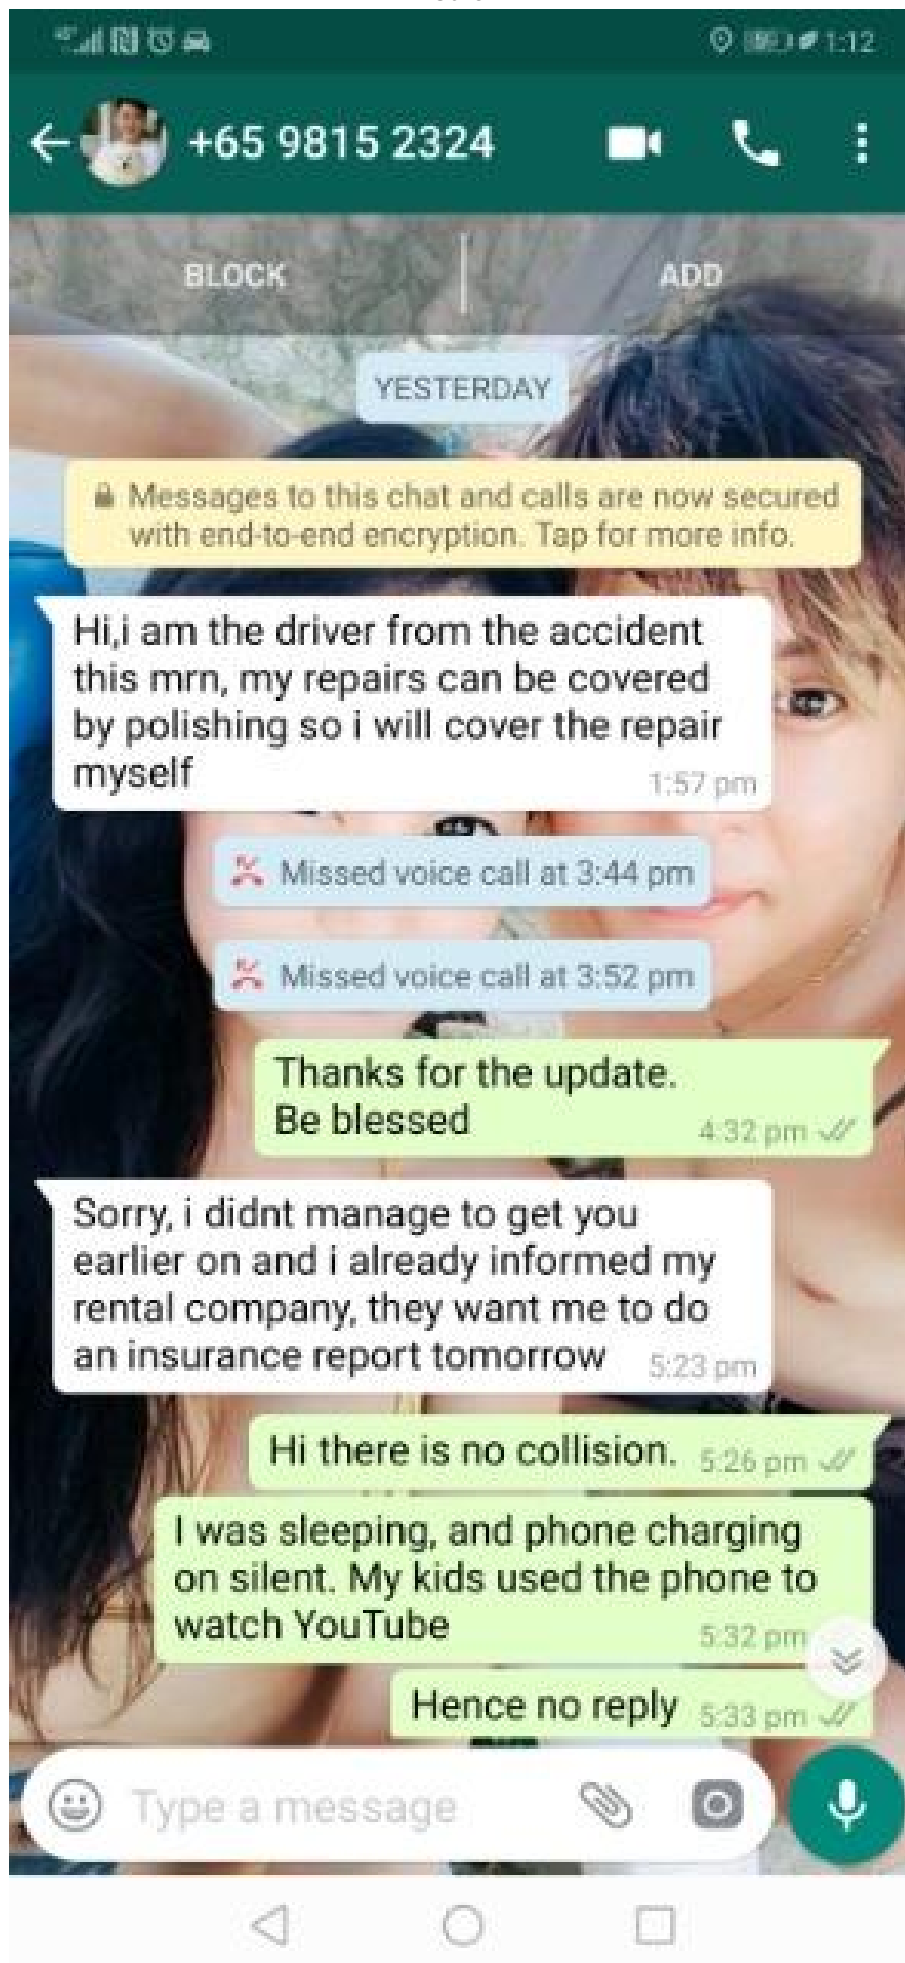 1:12
+65 9815 2324
BLOCK
ADD
YESTERDAY
Messages to this chat and calls are now secured
with end-to-end encryption. Tap for more info.
Hi,i am the driver from the accident
this mrn, my repairs can be covered
by polishing so i will cover the repair
myself
1:57 pm
Missed voice call at 3:44 pm
Missed voice call at 3:52 pm
Thanks for the update.
Be blessed
4:32 pm
Sorry, i didnt manage to get you
earlier on and i already informed my
rental company, they want me to do
an insurance report tomorrow
5:23 pm
Hi there is no collision.
5:26 pm
I was sleeping, and phone charging
on silent. My kids used the phone to
watch YouTube
5:32 pm
Hence no reply
5:33 pm
Type a message